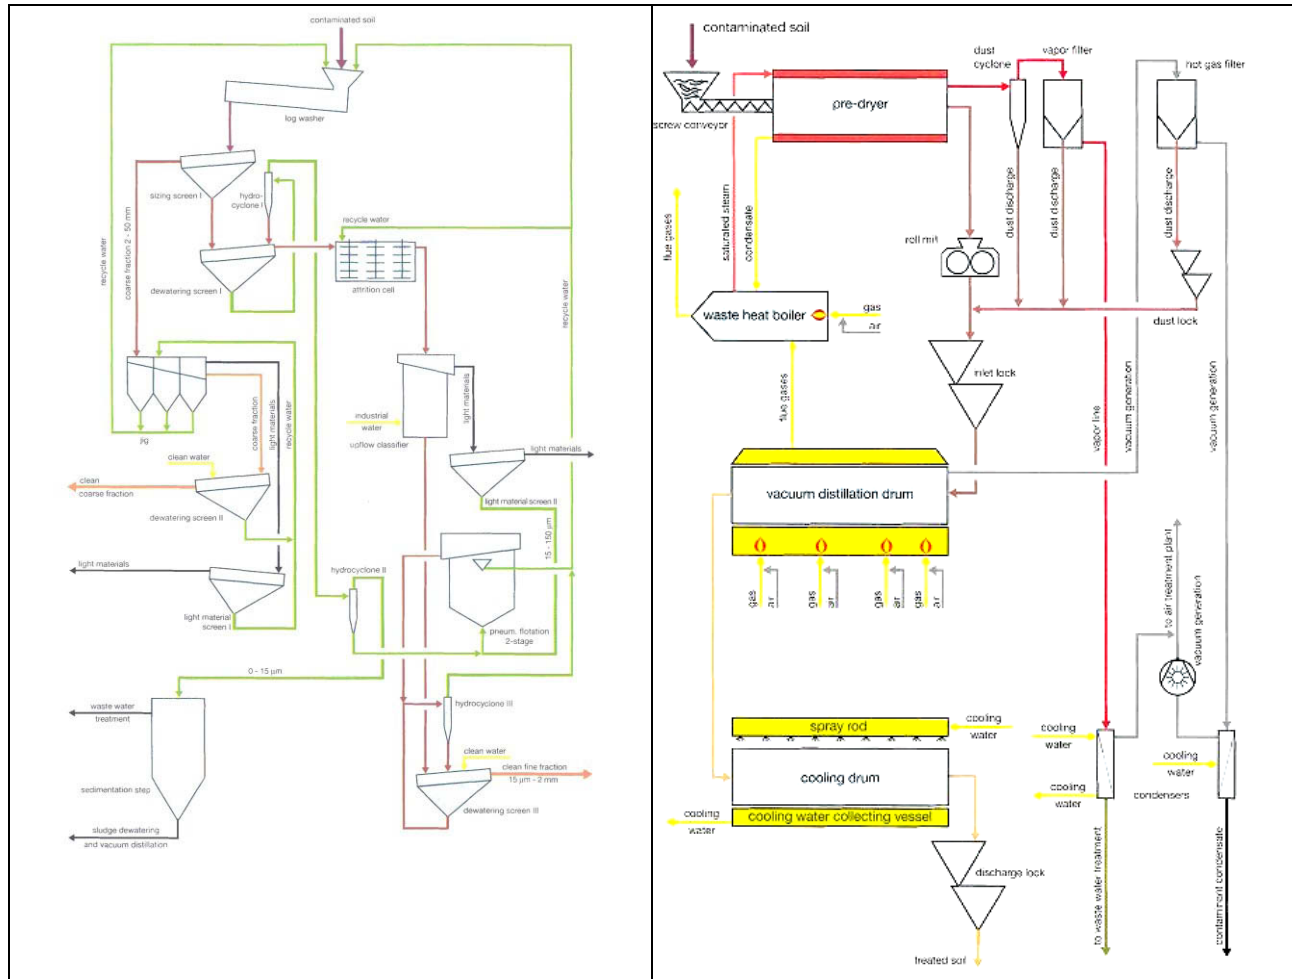 contaminated soil
log washer
sizing screen I
hydro-
cyclone I
recycle water
coarse fraction 2 - 50 mm
recycle water
dewatering screen I
attrition cell
recycle water
jig
coarse fraction
light materials
recycle water
industrial
water
upflow classifier
light materials
light materials
clean water
clean
coarse fraction
dewatering screen II
light material screen II
15 - 150 µm
light materials
light material
screen I
hydrocyclone II
pneum. flotation
2-stage
0 - 15 µm
waste water
treatment
hydrocyclone III
clean water
clean fine fraction
15 µm - 2 mm
sedimentation step
dewatering screen III
sludge dewatering
and vacuum distillation
contaminated soil
dust
cyclone
vapor filter
hot gas filter
pre-dryer
screw conveyor
flue gases
saturated steam
condensate
dust discharge
dust discharge
dust discharge
roll mill
waste heat boiler
gas
air
dust lock
inlet lock
flue gases
vapor line
vacuum generation
vacuum generation
vacuum distillation drum
gas
air
gas
air
gas
air
gas
air
to air treatment plant
vacuum generation
spray rod
cooling
water
cooling
water
cooling drum
cooling
water
cooling
water
condensers
cooling
water
cooling water collecting vessel
discharge lock
to waste water treatment
contaminent condensate
treated soil